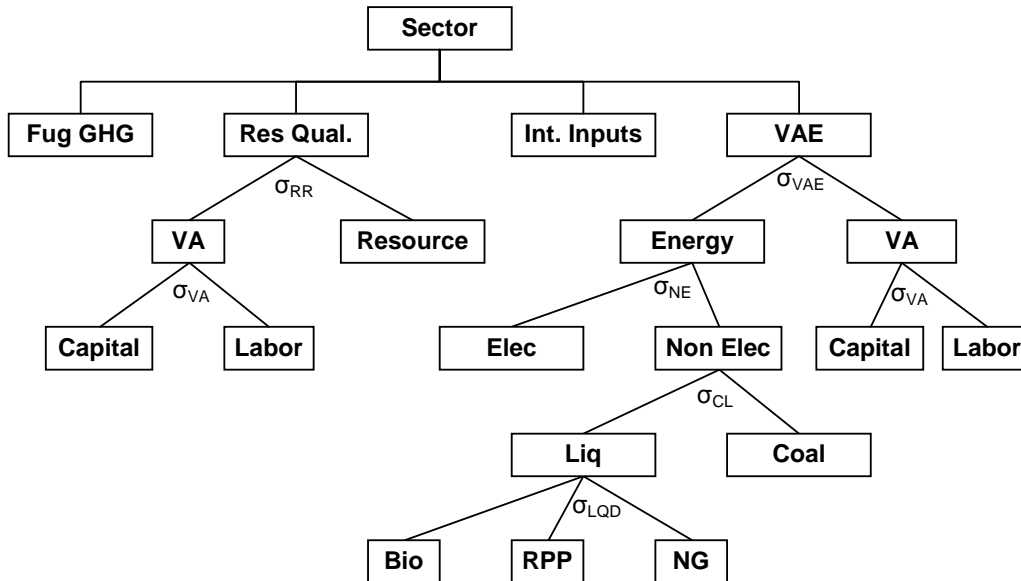 Sector
Fug GHG
Res Qual.
Int. Inputs
VAE
σRR
σVAE
VA
Resource
Energy
VA
σVA
σNE
σVA
Capital
Labor
Elec
Non Elec
Capital
Labor
σCL
Liq
Coal
σLQD
Bio
RPP
NG